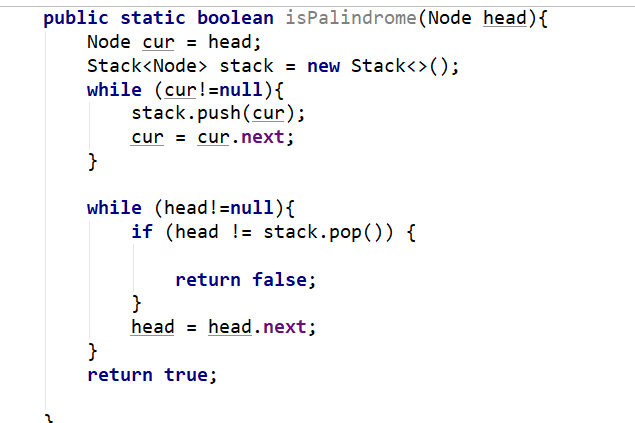 public static boolean isPalindrome(Node head){
Node cur = head;
Stack<Node> stack = new Stack<>();
while (cur!=null){
stack.push(cur);
cur = cur.next;
}
while (head!=null){
if (head != stack.pop()) {
return false;
}
head = head.next;
}
return true;
}